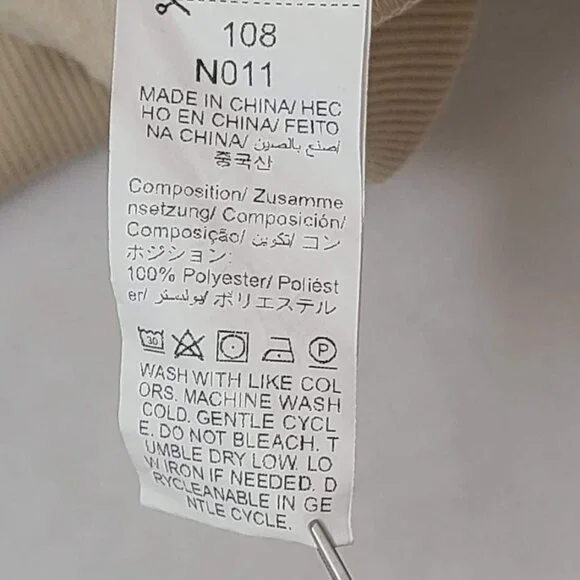 108
N011
MADE IN CHINA/ HEC
HO EN CHINA/ FEITO
NA CHINA/ صنع بالصين/
중국산
Composition/ Zusamme
nsetzung/ Composición/
Composição/ تكوين/ コン
ポジション:
100% Polyester/ Poliést
er/ بوليستر/ ポリエステル
30 P
WASH WITH LIKE COL
ORS. MACHINE WASH
COLD. GENTLE CYCL
E. DO NOT BLEACH. T
UMBLE DRY LOW. LO
W IRON IF NEEDED. D
RYCLEANABLE IN GE
NTLE CYCLE.